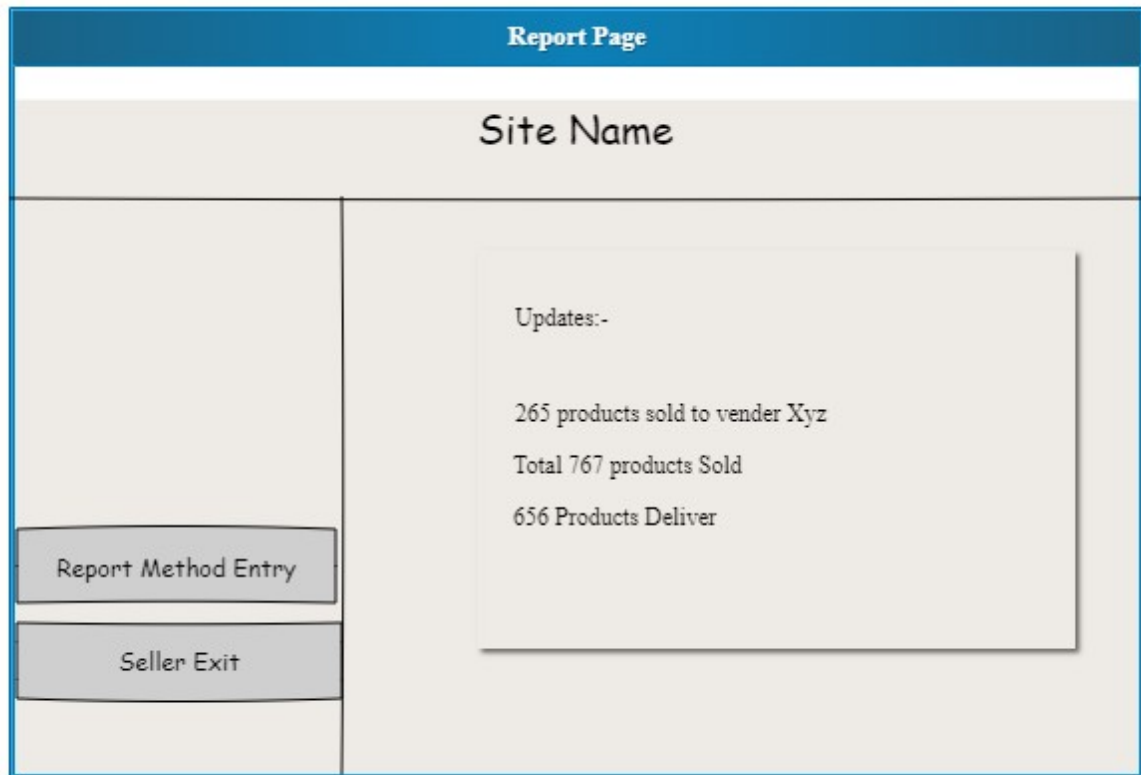 Report Page
Site Name
Updates:-
265 products sold to vender Xyz
Total 767 products Sold
656 Products Deliver
Report Method Entry
Seller Exit